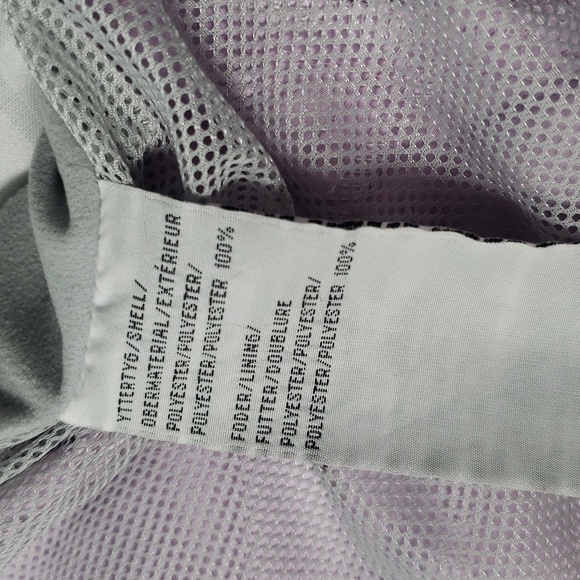 YTTERTYG/SHELL/
OBERMATERIAL/EXTÉRIEUR
POLYESTER/POLYESTER/
POLYESTER/POLYESTER 100%
FODER/LINING/
FUTTER/DOUBLURE
POLYESTER/POLYESTER/
POLYESTER/POLYESTER 100%